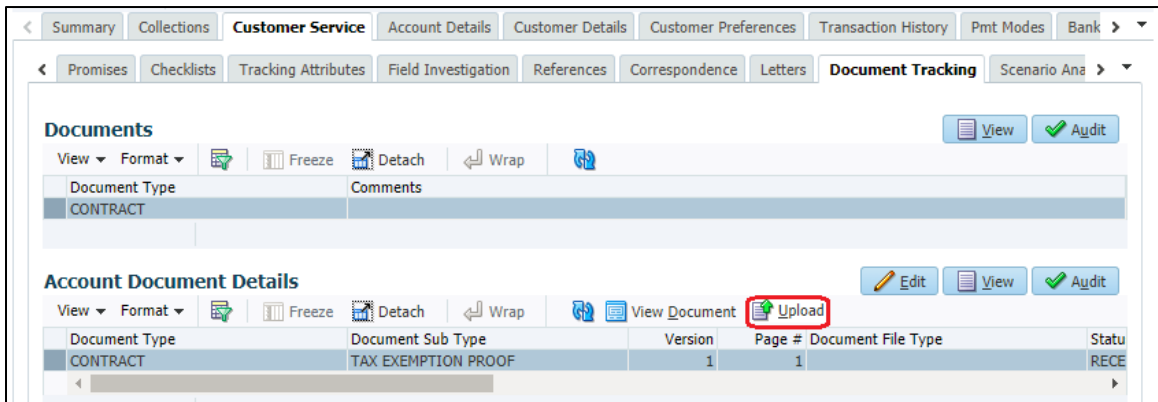 Summary Collections Customer Service Account Details Customer Details Customer Preferences Transaction History Pmt Modes Bank
Promises Checklists Tracking Attributes Field Investigation References Correspondence Letters Document Tracking Scenario Ana
Documents View Audit
View Format Freeze Detach Wrap
Document Type Comments
CONTRACT
Account Document Details Edit View Audit
View Format Freeze Detach Wrap View Document Upload
Document Type Document Sub Type Version Page # Document File Type Statu
CONTRACT TAX EXEMPTION PROOF 1 1 RECE